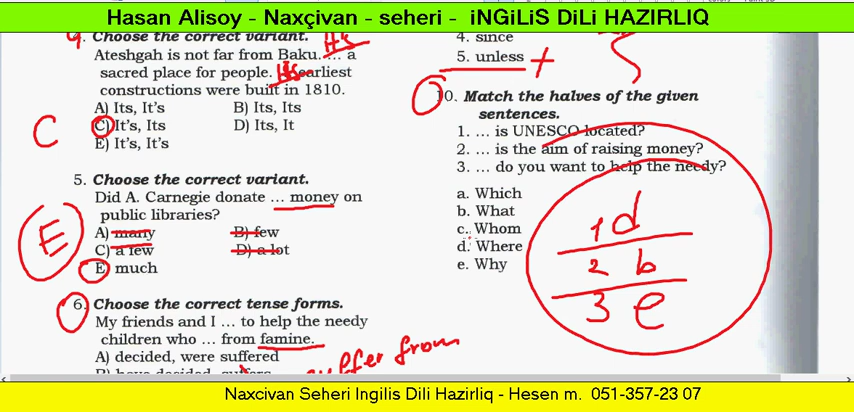 Hasan Alisoy - Naxçivan - seheri - iNGiLiS DiLi HAZIRLIQ
4. Choose the correct variant.
Ateshgah is not far from Baku. ... a
It's
sacred place for people. ... earliest
Its
constructions were built in 1810.
A) Its, It's B) Its, Its
C) It's, Its D) Its, It
E) It's, It's
C
5. Choose the correct variant.
Did A. Carnegie donate ... money on
public libraries?
A) many B) few
C) a few D) a lot
E) much
E
6. Choose the correct tense forms.
My friends and I ... to help the needy
children who ... from famine.
A) decided, were suffered
suffer from
4. since
5. unless
10. Match the halves of the given
sentences.
1. ... is UNESCO located?
2. ... is the aim of raising money?
3. ... do you want to help the needy?
a. Which
b. What
c. Whom
d. Where
e. Why
1 d
2 b
3 e
Naxcivan Seheri Ingilis Dili Hazirliq - Hesen m. 051-357-23 07